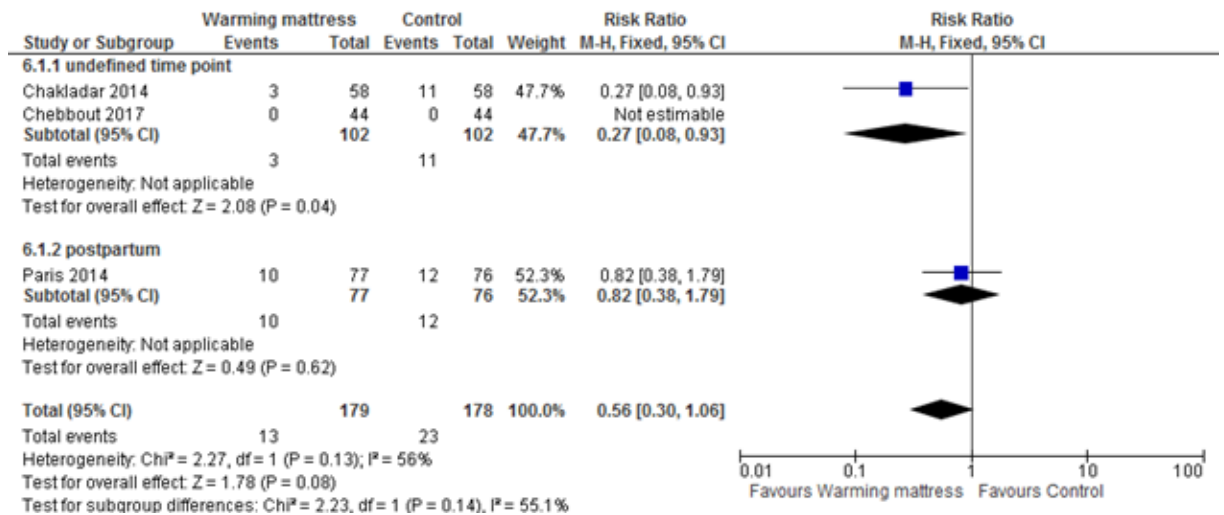 Warming mattress Control Risk Ratio Risk Ratio
Study or Subgroup Events Total Events Total Weight M-H, Fixed, 95% CI M-H, Fixed, 95% CI
6.1.1 undefined time point
Chakladar 2014 3 58 11 58 47.7% 0.27 [0.08, 0.93]
Chebbout 2017 0 44 0 44 Not estimable
Subtotal (95% CI) 102 102 47.7% 0.27 [0.08, 0.93]
Total events 3 11
Heterogeneity: Not applicable
Test for overall effect: Z = 2.08 (P = 0.04)
6.1.2 postpartum
Paris 2014 10 77 12 76 52.3% 0.82 [0.38, 1.79]
Subtotal (95% CI) 77 76 52.3% 0.82 [0.38, 1.79]
Total events 10 12
Heterogeneity: Not applicable
Test for overall effect: Z = 0.49 (P = 0.62)
Total (95% CI) 179 178 100.0% 0.56 [0.30, 1.06]
Total events 13 23
Heterogeneity: Chi² = 2.27, df = 1 (P = 0.13); I² = 56%
Test for overall effect: Z = 1.78 (P = 0.08)
Test for subgroup differences: Chi² = 2.23, df = 1 (P = 0.14), I² = 55.1%
0.01 0.1 1 10 100
Favours Warming mattress Favours Control